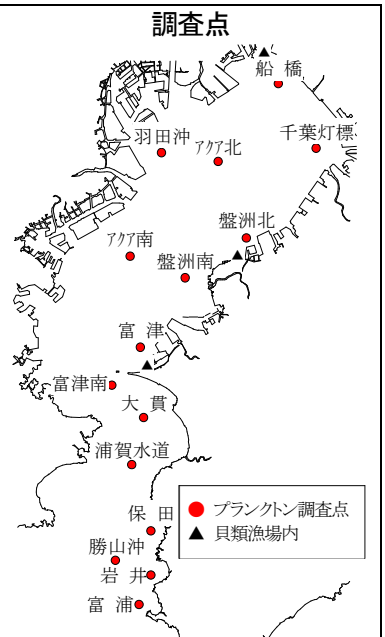 調査点
船橋
千葉灯標
羽田沖
アクア北
盤洲北
アクア南
盤洲南
富津
富津南
大貫
浦賀水道
保田
勝山沖
岩井
富浦
プランクトン調査点
貝類漁場内